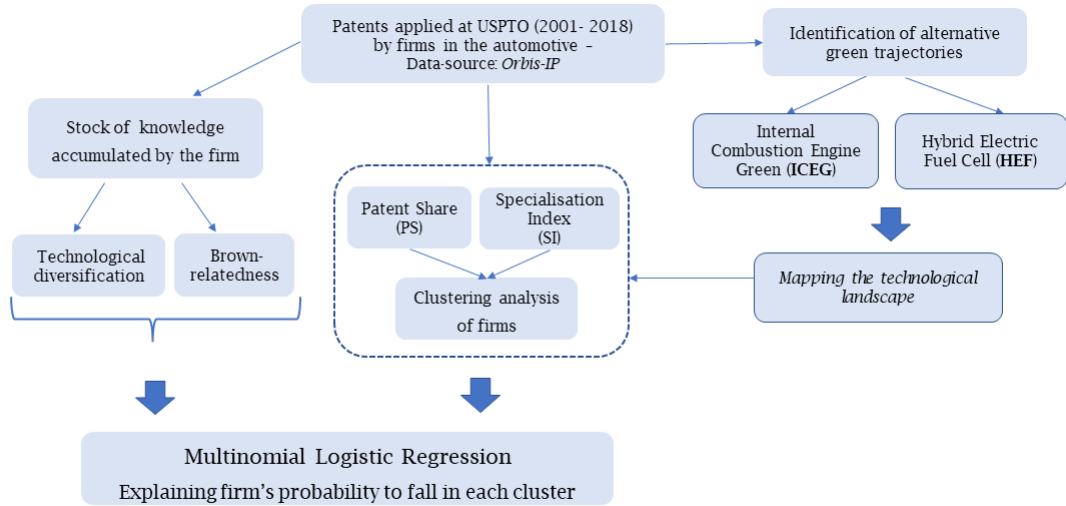 Patents applied at USPTO (2001- 2018)
by firms in the automotive –
Data-source: Orbis-IP
Identification of alternative
green trajectories
Stock of knowledge
accumulated by the firm
Internal
Combustion Engine
Green (ICEG)
Hybrid Electric
Fuel Cell (HEF)
Patent Share
(PS)
Specialisation
Index
(SI)
Technological
diversification
Brown-
relatedness
Mapping the technological
landscape
Clustering analysis
of firms
Multinomial Logistic Regression
Explaining firm's probability to fall in each cluster